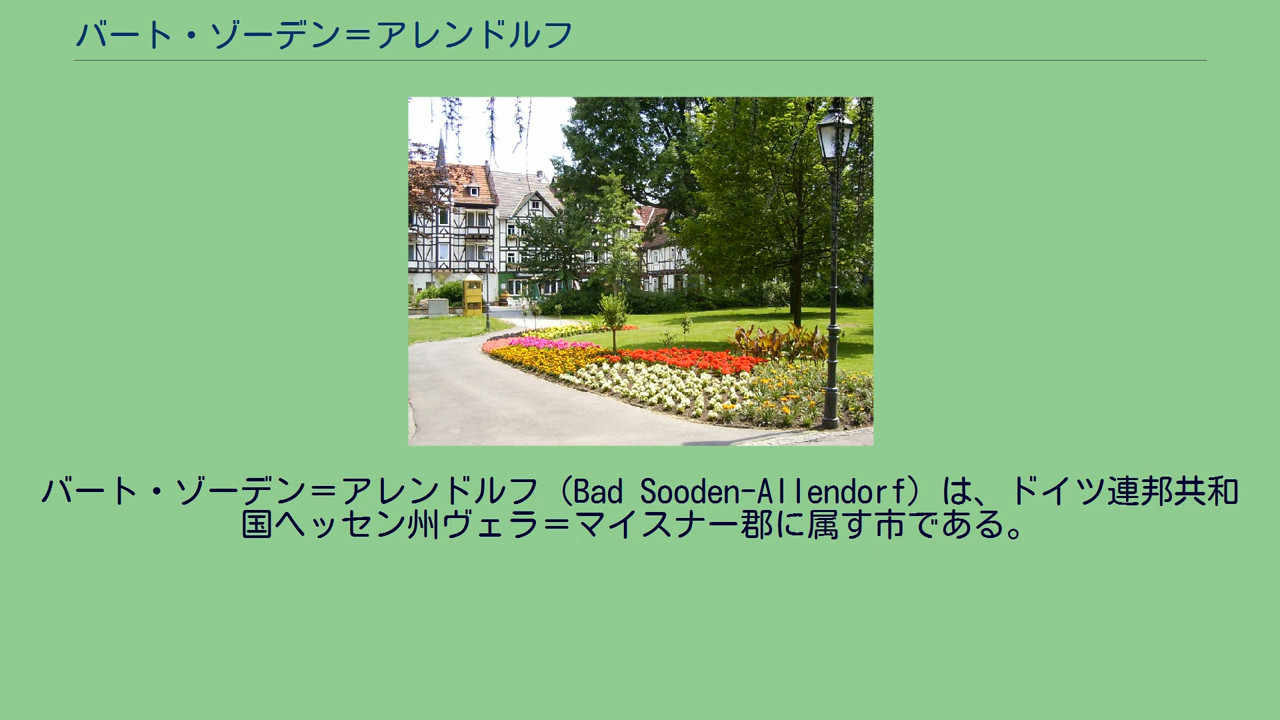 バート・ゾーデン＝アレンドルフ
バート・ゾーデン＝アレンドルフ（Bad Sooden-Allendorf）は、ドイツ連邦共和
国ヘッセン州ヴェラ＝マイスナー郡に属す市である。